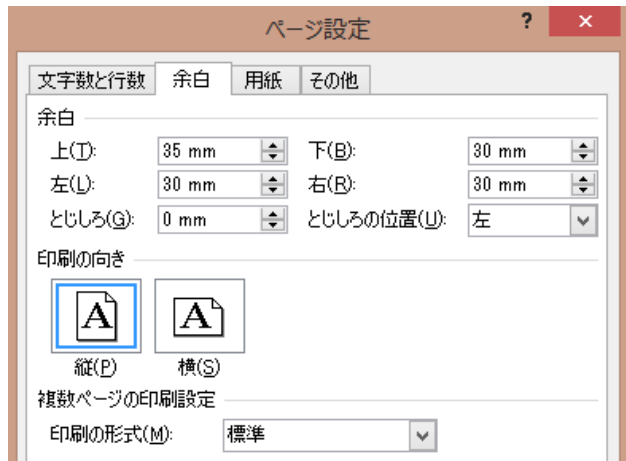 ページ設定 ? ×
文字数と行数 余白 用紙 その他
余白
上(T): 35 mm 下(B): 30 mm
左(L): 30 mm 右(R): 30 mm
とじしろ(G): 0 mm とじしろの位置(U): 左
印刷の向き
A A
縦(P) 横(S)
複数ページの印刷設定
印刷の形式(M): 標準